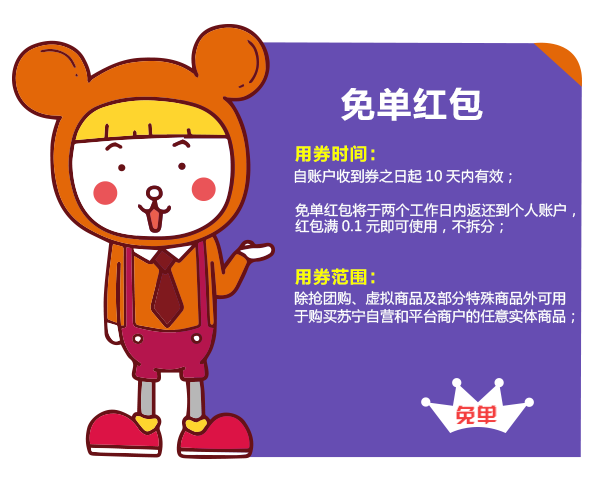 免单红包
用券时间：
自账户收到券之日起 10 天内有效；
免单红包将于两个工作日内返还到个人账户，
红包满 0.1 元即可使用，不拆分；
用券范围：
除抢团购、虚拟商品及部分特殊商品外可用
于购买苏宁自营和平台商户的任意实体商品；
免单